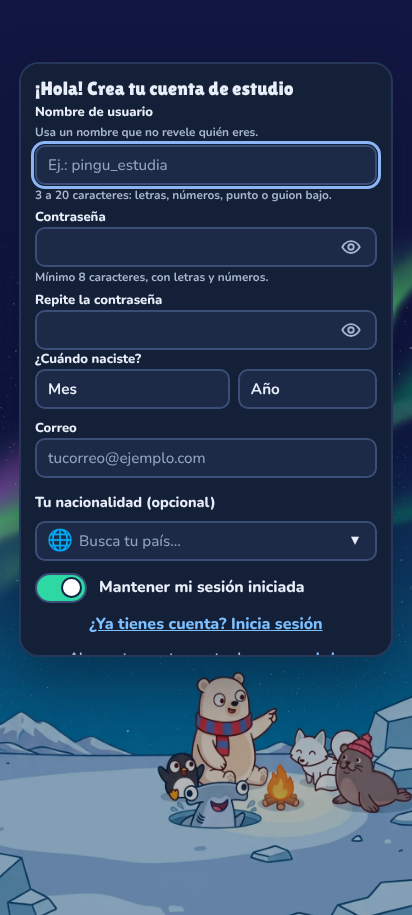 ¡Hola! Crea tu cuenta de estudio
Nombre de usuario
Usa un nombre que no revele quién eres.
Ej.: pingu_estudia
3 a 20 caracteres: letras, números, punto o guion bajo.
Contraseña
Mínimo 8 caracteres, con letras y números.
Repite la contraseña
¿Cuándo naciste?
Mes Año
Correo
tucorreo@ejemplo.com
Tu nacionalidad (opcional)
Busca tu país...
Mantener mi sesión iniciada
¿Ya tienes cuenta? Inicia sesión